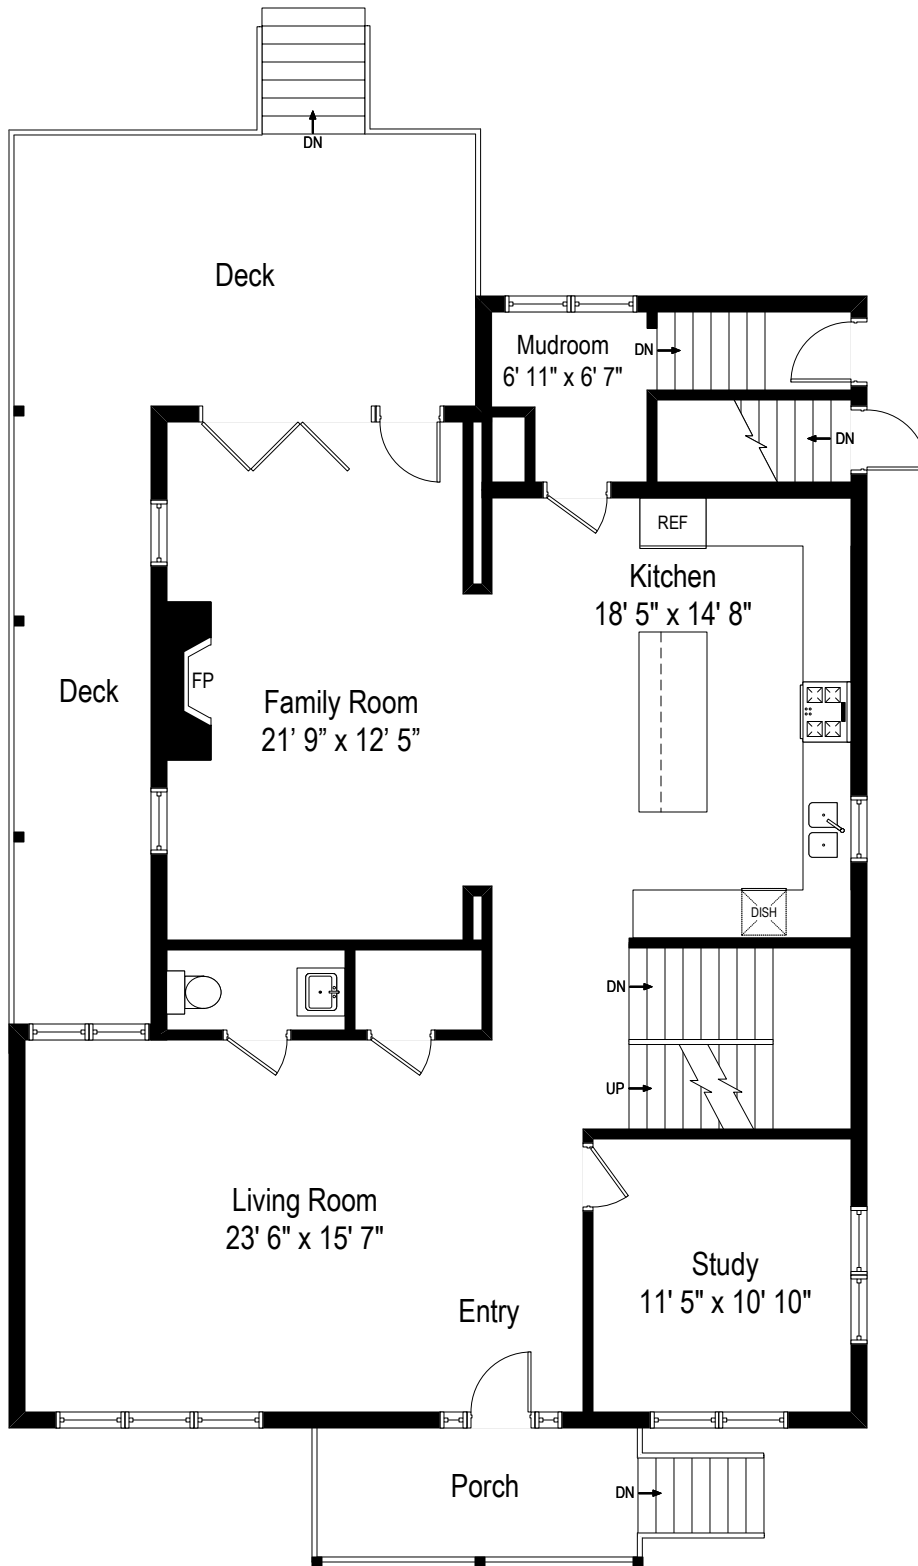 DN
Deck
Mudroom
6' 11" x 6' 7"
DN
DN
REF
Kitchen
18' 5" x 14' 8"
FP
Deck
Family Room
21' 9” x 12' 5”
DISH
DN
UP
Living Room
23' 6" x 15' 7"
Study
11' 5" x 10' 10"
Entry
Porch
DN